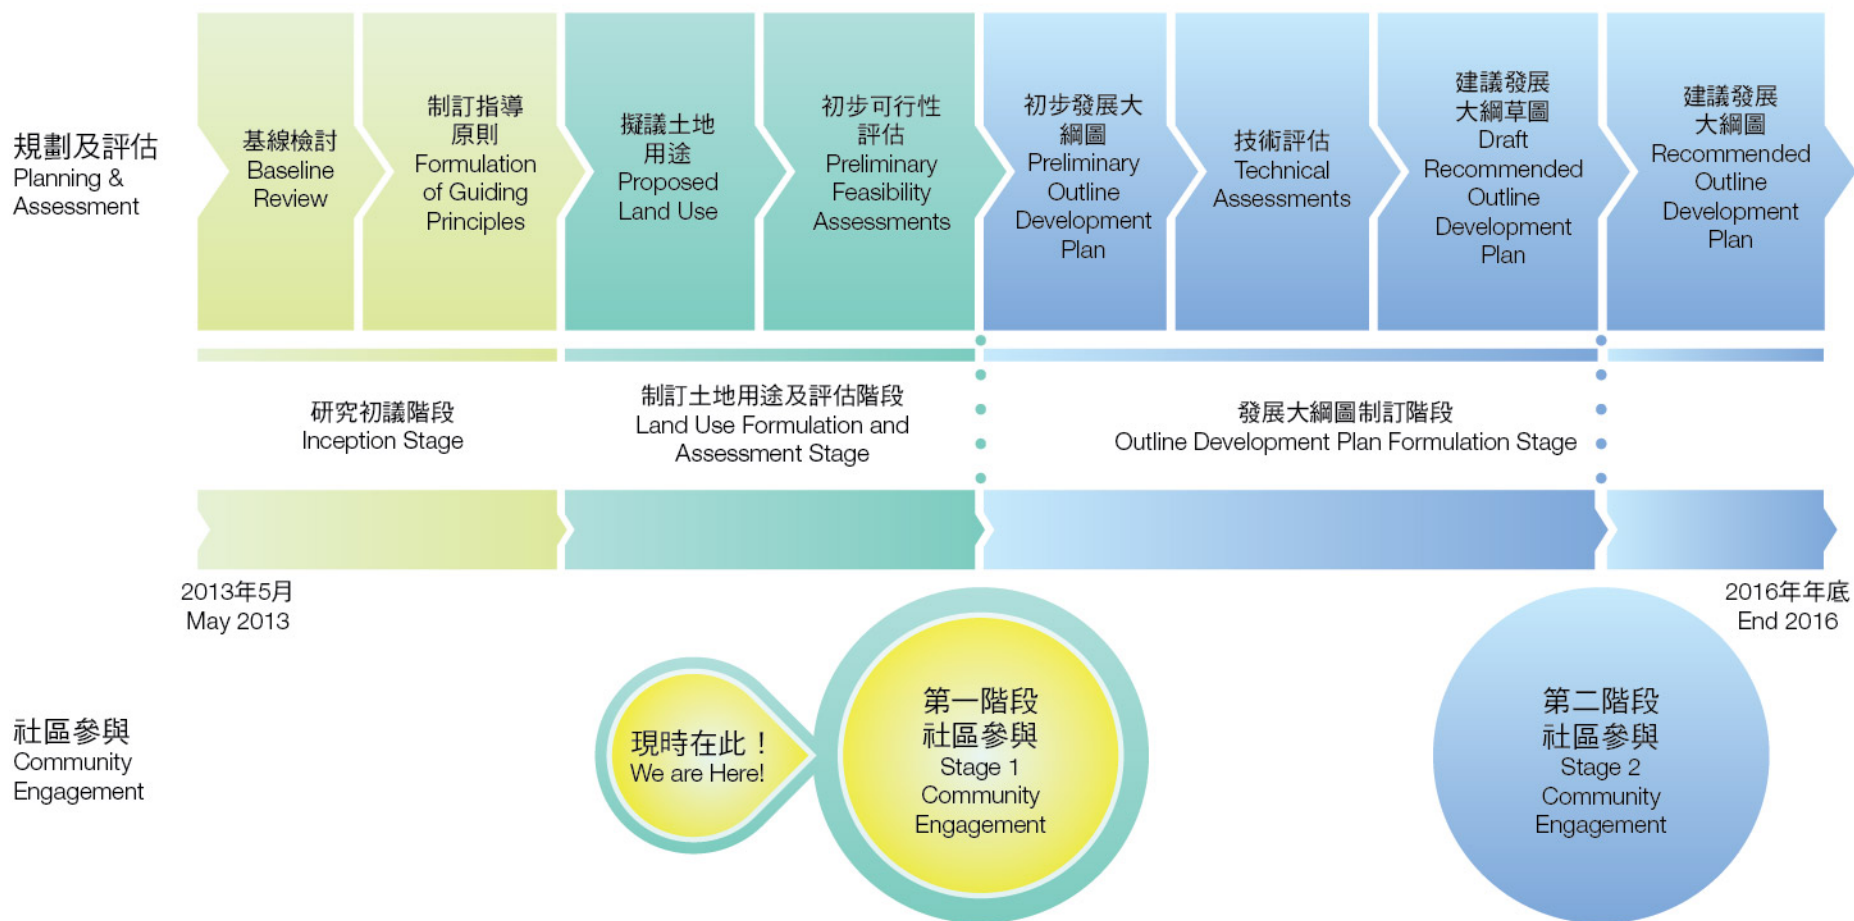 規劃及評估
Planning &
Assessment
基線檢討
Baseline
Review
制訂指導
原則
Formulation
of Guiding
Principles
擬議土地
用途
Proposed
Land Use
初步可行性
評估
Preliminary
Feasibility
Assessments
初步發展大
綱圖
Preliminary
Outline
Development
Plan
技術評估
Technical
Assessments
建議發展
大綱草圖
Draft
Recommended
Outline
Development
Plan
建議發展
大綱圖
Recommended
Outline
Development
Plan
研究初議階段
Inception Stage
制訂土地用途及評估階段
Land Use Formulation and
Assessment Stage
發展大綱圖制訂階段
Outline Development Plan Formulation Stage
2013年5月
May 2013
2016年年底
End 2016
社區參與
Community
Engagement
現時在此！
We are Here!
第一階段
社區參與
Stage 1
Community
Engagement
第二階段
社區參與
Stage 2
Community
Engagement